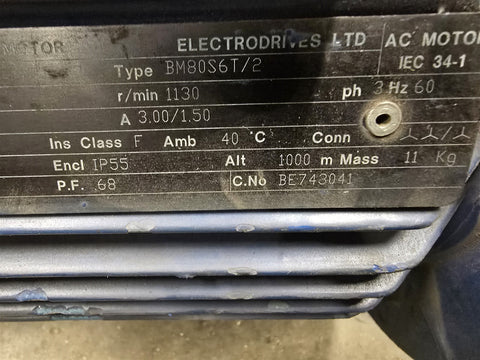 MOTOR ELECTRODRIVES LTD AC MOTOR
Type BM80S6T/2 IEC 34-1
r/min 1130 ph 3 Hz 60
A 3.00/1.50
Ins Class F Amb 40 °C Conn
Encl IP55 Alt 1000 m Mass 11 Kg
P.F. .68 C.No BE743041